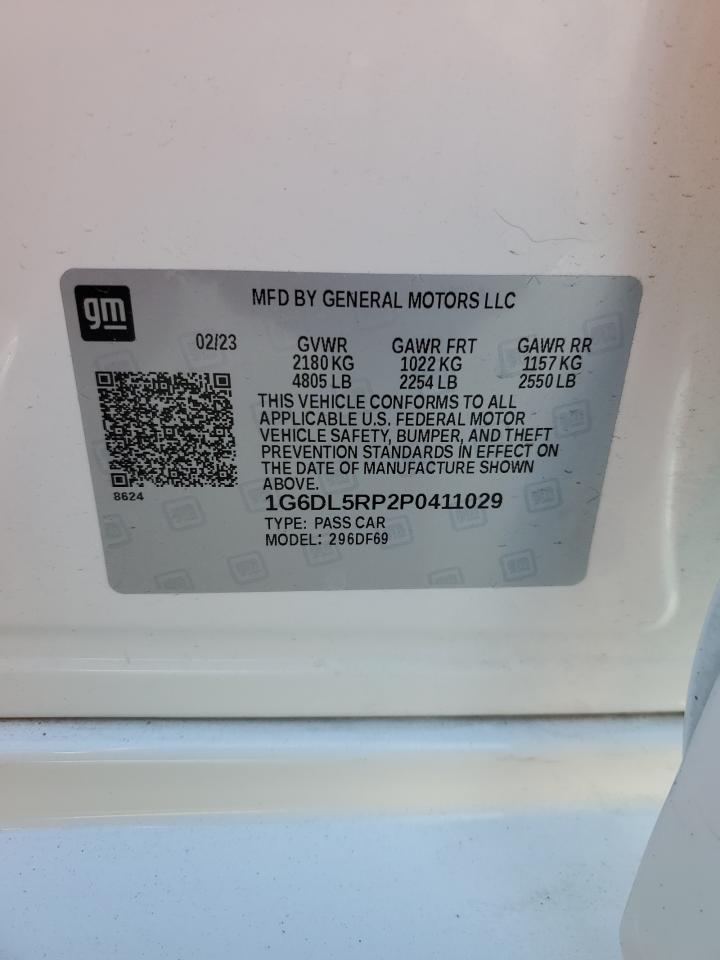 gm
MFD BY GENERAL MOTORS LLC
02/23
GVWR GAWR FRT GAWR RR
2180 KG 1022 KG 1157 KG
4805 LB 2254 LB 2550 LB
THIS VEHICLE CONFORMS TO ALL
APPLICABLE U.S. FEDERAL MOTOR
VEHICLE SAFETY, BUMPER, AND THEFT
PREVENTION STANDARDS IN EFFECT ON
THE DATE OF MANUFACTURE SHOWN
ABOVE.
8624
1G6DL5RP2P0411029
TYPE: PASS CAR
MODEL: 296DF69